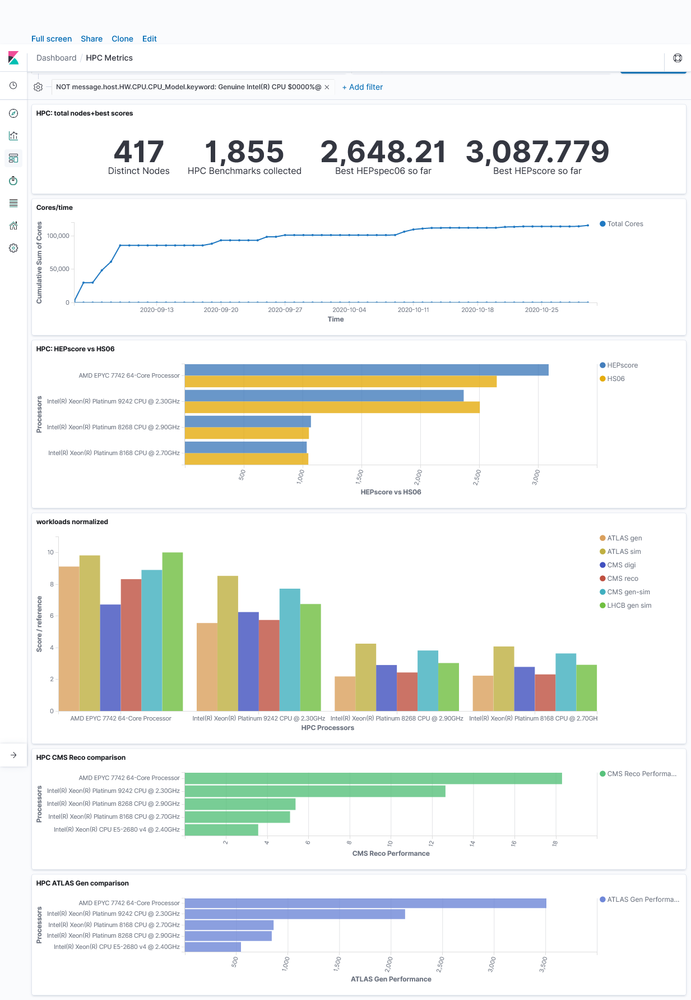 Full screen Share Clone Edit
Dashboard / HPC Metrics
NOT message.host.HW.CPU.CPU_Model.keyword: Genuine Intel(R) CPU $0000%@ × + Add filter
HPC: total nodes+best scores
417 1,855 2,648.21 3,087.779
Distinct Nodes HPC Benchmarks collected Best HEPspec06 so far Best HEPscore so far
Cores/time
Cumulative Sum of Cores
100,000
50,000
0
2020-09-13 2020-09-20 2020-09-27 2020-10-04 2020-10-11 2020-10-18 2020-10-25
Time
Total Cores
HPC: HEPscore vs HS06
Processors
AMD EPYC 7742 64-Core Processor
Intel(R) Xeon(R) Platinum 9242 CPU @ 2.30GHz
Intel(R) Xeon(R) Platinum 8268 CPU @ 2.90GHz
Intel(R) Xeon(R) Platinum 8168 CPU @ 2.70GHz
500 1,000 1,500 2,000 2,500 3,000
HEPscore vs HS06
HEPscore
HS06
workloads normalized
Score / reference
10
8
6
4
2
0
AMD EPYC 7742 64-Core Processor Intel(R) Xeon(R) Platinum 9242 CPU @ 2.30GHz Intel(R) Xeon(R) Platinum 8268 CPU @ 2.90GHz Intel(R) Xeon(R) Platinum 8168 CPU @ 2.70GH
HPC Processors
ATLAS gen
ATLAS sim
CMS digi
CMS reco
CMS gen-sim
LHCB gen sim
HPC CMS Reco comparison
Processors
AMD EPYC 7742 64-Core Processor
Intel(R) Xeon(R) Platinum 9242 CPU @ 2.30GHz
Intel(R) Xeon(R) Platinum 8268 CPU @ 2.90GHz
Intel(R) Xeon(R) Platinum 8168 CPU @ 2.70GHz
Intel(R) Xeon(R) CPU E5-2680 v4 @ 2.40GHz
2 4 6 8 10 12 14 16 18
CMS Reco Performance
CMS Reco Performa...
HPC ATLAS Gen comparison
Processors
AMD EPYC 7742 64-Core Processor
Intel(R) Xeon(R) Platinum 9242 CPU @ 2.30GHz
Intel(R) Xeon(R) Platinum 8168 CPU @ 2.70GHz
Intel(R) Xeon(R) Platinum 8268 CPU @ 2.90GHz
Intel(R) Xeon(R) CPU E5-2680 v4 @ 2.40GHz
500 1,000 1,500 2,000 2,500 3,000 3,500
ATLAS Gen Performance
ATLAS Gen Performa...